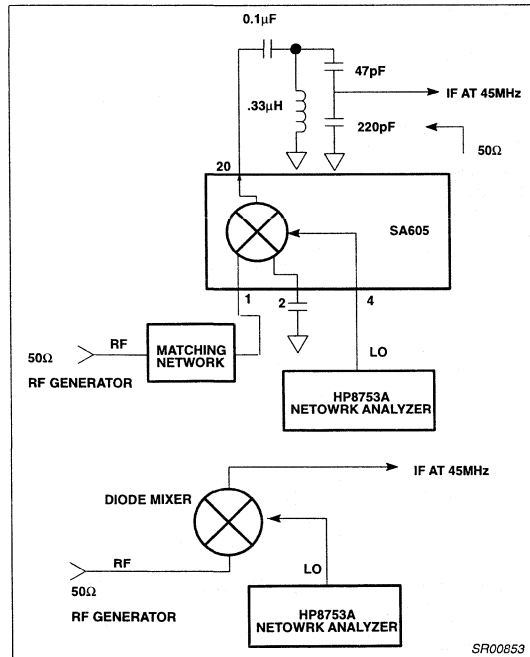 0.1µF
47pF
IF AT 45MHz
.33µH
220pF
50Ω
20
SA605
1
2
4
RF
MATCHING
NETWORK
50Ω
RF GENERATOR
LO
HP8753A
NETOWRK ANALYZER
IF AT 45MHz
DIODE MIXER
RF
LO
50Ω
RF GENERATOR
HP8753A
NETOWRK ANALYZER
SR00853